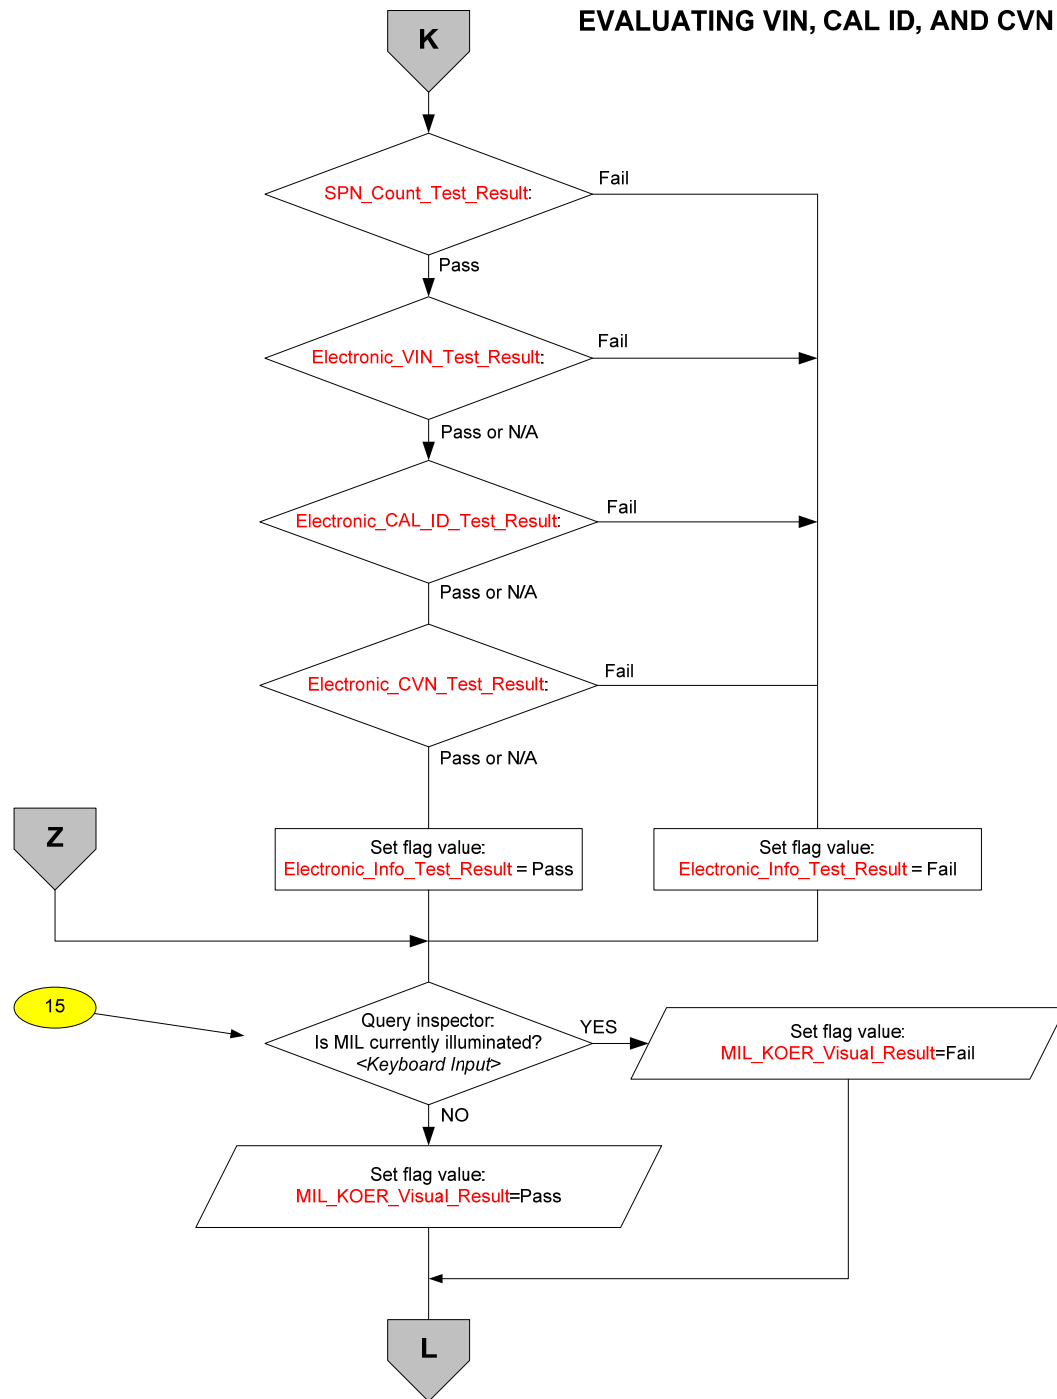 EVALUATING VIN, CAL ID, AND CVN
K
SPN_Count_Test_Result:
Fail
Pass
Electronic_VIN_Test_Result:
Fail
Pass or N/A
Electronic_CAL_ID_Test_Result:
Fail
Pass or N/A
Electronic_CVN_Test_Result:
Fail
Pass or N/A
Z
Set flag value:
Electronic_Info_Test_Result = Pass
Set flag value:
Electronic_Info_Test_Result = Fail
15
Query inspector:
Is MIL currently illuminated?
<Keyboard Input>
YES
Set flag value:
MIL_KOER_Visual_Result=Fail
NO
Set flag value:
MIL_KOER_Visual_Result=Pass
L